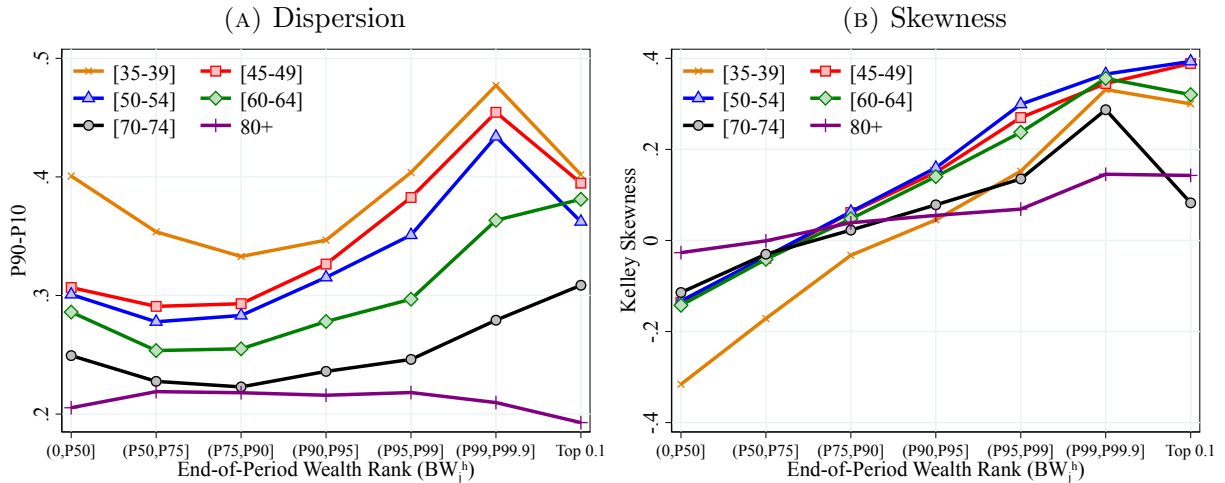 (A) Dispersion
.5
.4
.3
.2
P90-P10
[35-39]
[45-49]
[50-54]
[60-64]
[70-74]
80+
(0,P50]
(P50,P75]
(P75,P90]
(P90,P95]
(P95,P99]
(P99,P99.9]
Top 0.1
End-of-Period Wealth Rank (BWⱼʰ)
(B) Skewness
.4
.2
0
-.2
-.4
Kelley Skewness
[35-39]
[45-49]
[50-54]
[60-64]
[70-74]
80+
(0,P50]
(P50,P75]
(P75,P90]
(P90,P95]
(P95,P99]
(P99,P99.9]
Top 0.1
End-of-Period Wealth Rank (BWⱼʰ)